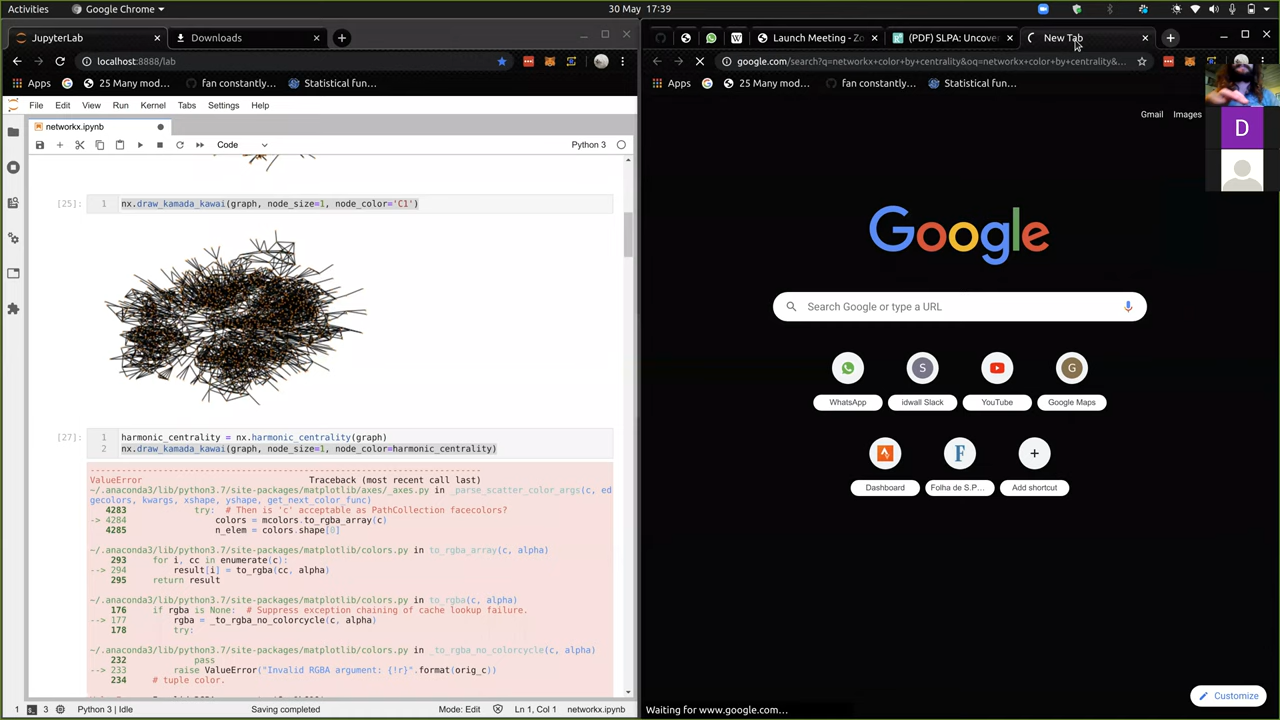 Activities
Google Chrome
30 May 17:39
JupyterLab
Downloads
localhost:8888/lab
Apps
25 Many mod...
fan constantly...
Statistical fun...
File Edit View Run Kernel Tabs Settings Help
networkx.ipynb
Code
Python 3
[25]:
1 nx.draw_kamada_kawai(graph, node_size=1, node_color='C1')
[27]:
1 harmonic_centrality = nx.harmonic_centrality(graph)
2 nx.draw_kamada_kawai(graph, node_size=1, node_color=harmonic_centrality)
---------------------------------------------------------------------------
ValueError Traceback (most recent call last)
~/.anaconda3/lib/python3.7/site-packages/matplotlib/axes/_axes.py in _parse_scatter_color_args(c, ed
gecolors, kwargs, xshape, yshape, get_next_color_func)
4283 try: # Then is 'c' acceptable as PathCollection facecolors?
-> 4284 colors = mcolors.to_rgba_array(c)
4285 n_elem = colors.shape[0]
~/.anaconda3/lib/python3.7/site-packages/matplotlib/colors.py in to_rgba_array(c, alpha)
293 for i, cc in enumerate(c):
--> 294 result[i] = to_rgba(cc, alpha)
295 return result
~/.anaconda3/lib/python3.7/site-packages/matplotlib/colors.py in to_rgba(c, alpha)
176 if rgba is None: # Suppress exception chaining of cache lookup failure.
--> 177 rgba = _to_rgba_no_colorcycle(c, alpha)
178 try:
~/.anaconda3/lib/python3.7/site-packages/matplotlib/colors.py in _to_rgba_no_colorcycle(c, alpha)
232 pass
--> 233 raise ValueError("Invalid RGBA argument: {!r}".format(orig_c))
234 # tuple color.
1 3 Python 3 | Idle Saving completed Mode: Edit Ln 1, Col 1 networkx.ipynb
Launch Meeting - Zo
(PDF) SLPA: Uncover
New Tab
google.com/search?q=networkx+color+by+centrality&oq=networkx+color+by+centrality&...
Apps
25 Many mod...
fan constantly...
Statistical fun...
Gmail Images
D
Google
Search Google or type a URL
S
G
WhatsApp
idwall Slack
YouTube
Google Maps
F
Dashboard
Folha de S.P...
Add shortcut
Customize
Waiting for www.google.com...